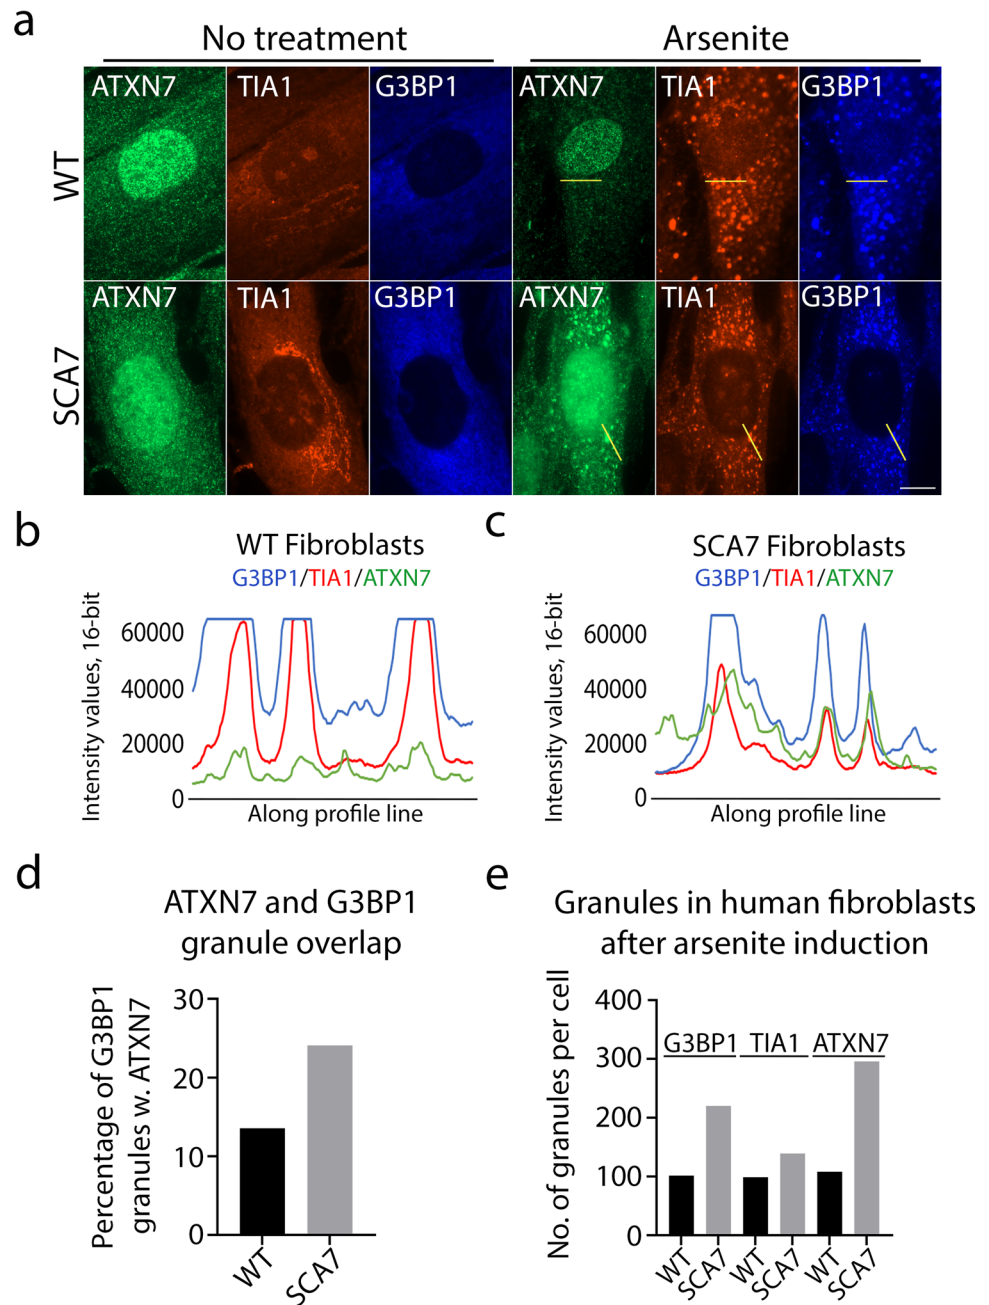 a
No treatment
Arsenite
ATXN7 TIA1 G3BP1 ATXN7 TIA1 G3BP1
WT
ATXN7 TIA1 G3BP1 ATXN7 TIA1 G3BP1
SCA7
b
WT Fibroblasts
G3BP1/TIA1/ATXN7
Intensity values, 16-bit
60000
40000
20000
0
Along profile line
c
SCA7 Fibroblasts
G3BP1/TIA1/ATXN7
Intensity values, 16-bit
60000
40000
20000
0
Along profile line
d
ATXN7 and G3BP1
granule overlap
Percentage of G3BP1
granules w. ATXN7
30
20
10
0
WT
SCA7
e
Granules in human fibroblasts
after arsenite induction
No. of granules per cell
400
300
200
100
0
G3BP1 TIA1 ATXN7
WT
SCA7
WT
SCA7
WT
SCA7